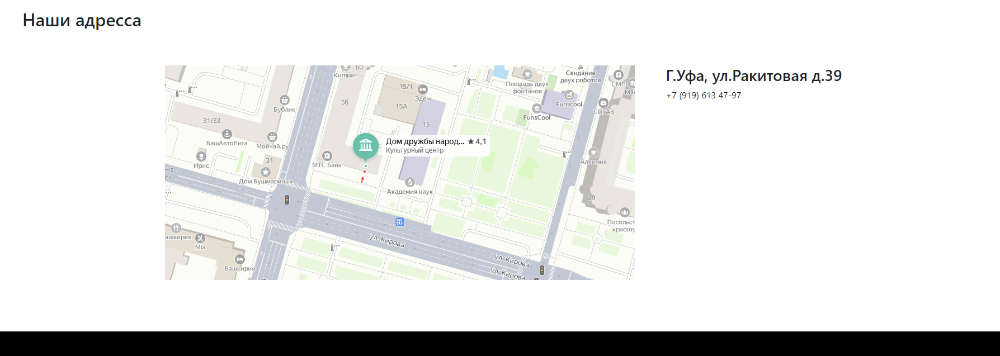 Наши адресса
Г.Уфа, ул.Ракитовая д.39
+7 (919) 613 47-97
Kumpan
60
15/1
Эдем
56
15А
15
Бублик
31/33
БашАвтоЛига
Мойчай.ру
Ирис
31
Дом Бушмариных
МТС Банк
Дом дружбы народ... ★ 4,1
Культурный центр
Академия наук
Площадь двух
фонтанов
Свидание
двух роботов
СМП
Funscool
FunsCool
СОГАЗ
Алхимия
29
Посольст
красоты
ул. Кирова
ул. Кирова
ул. Кирова
ашкирия
Mia
Башкирия